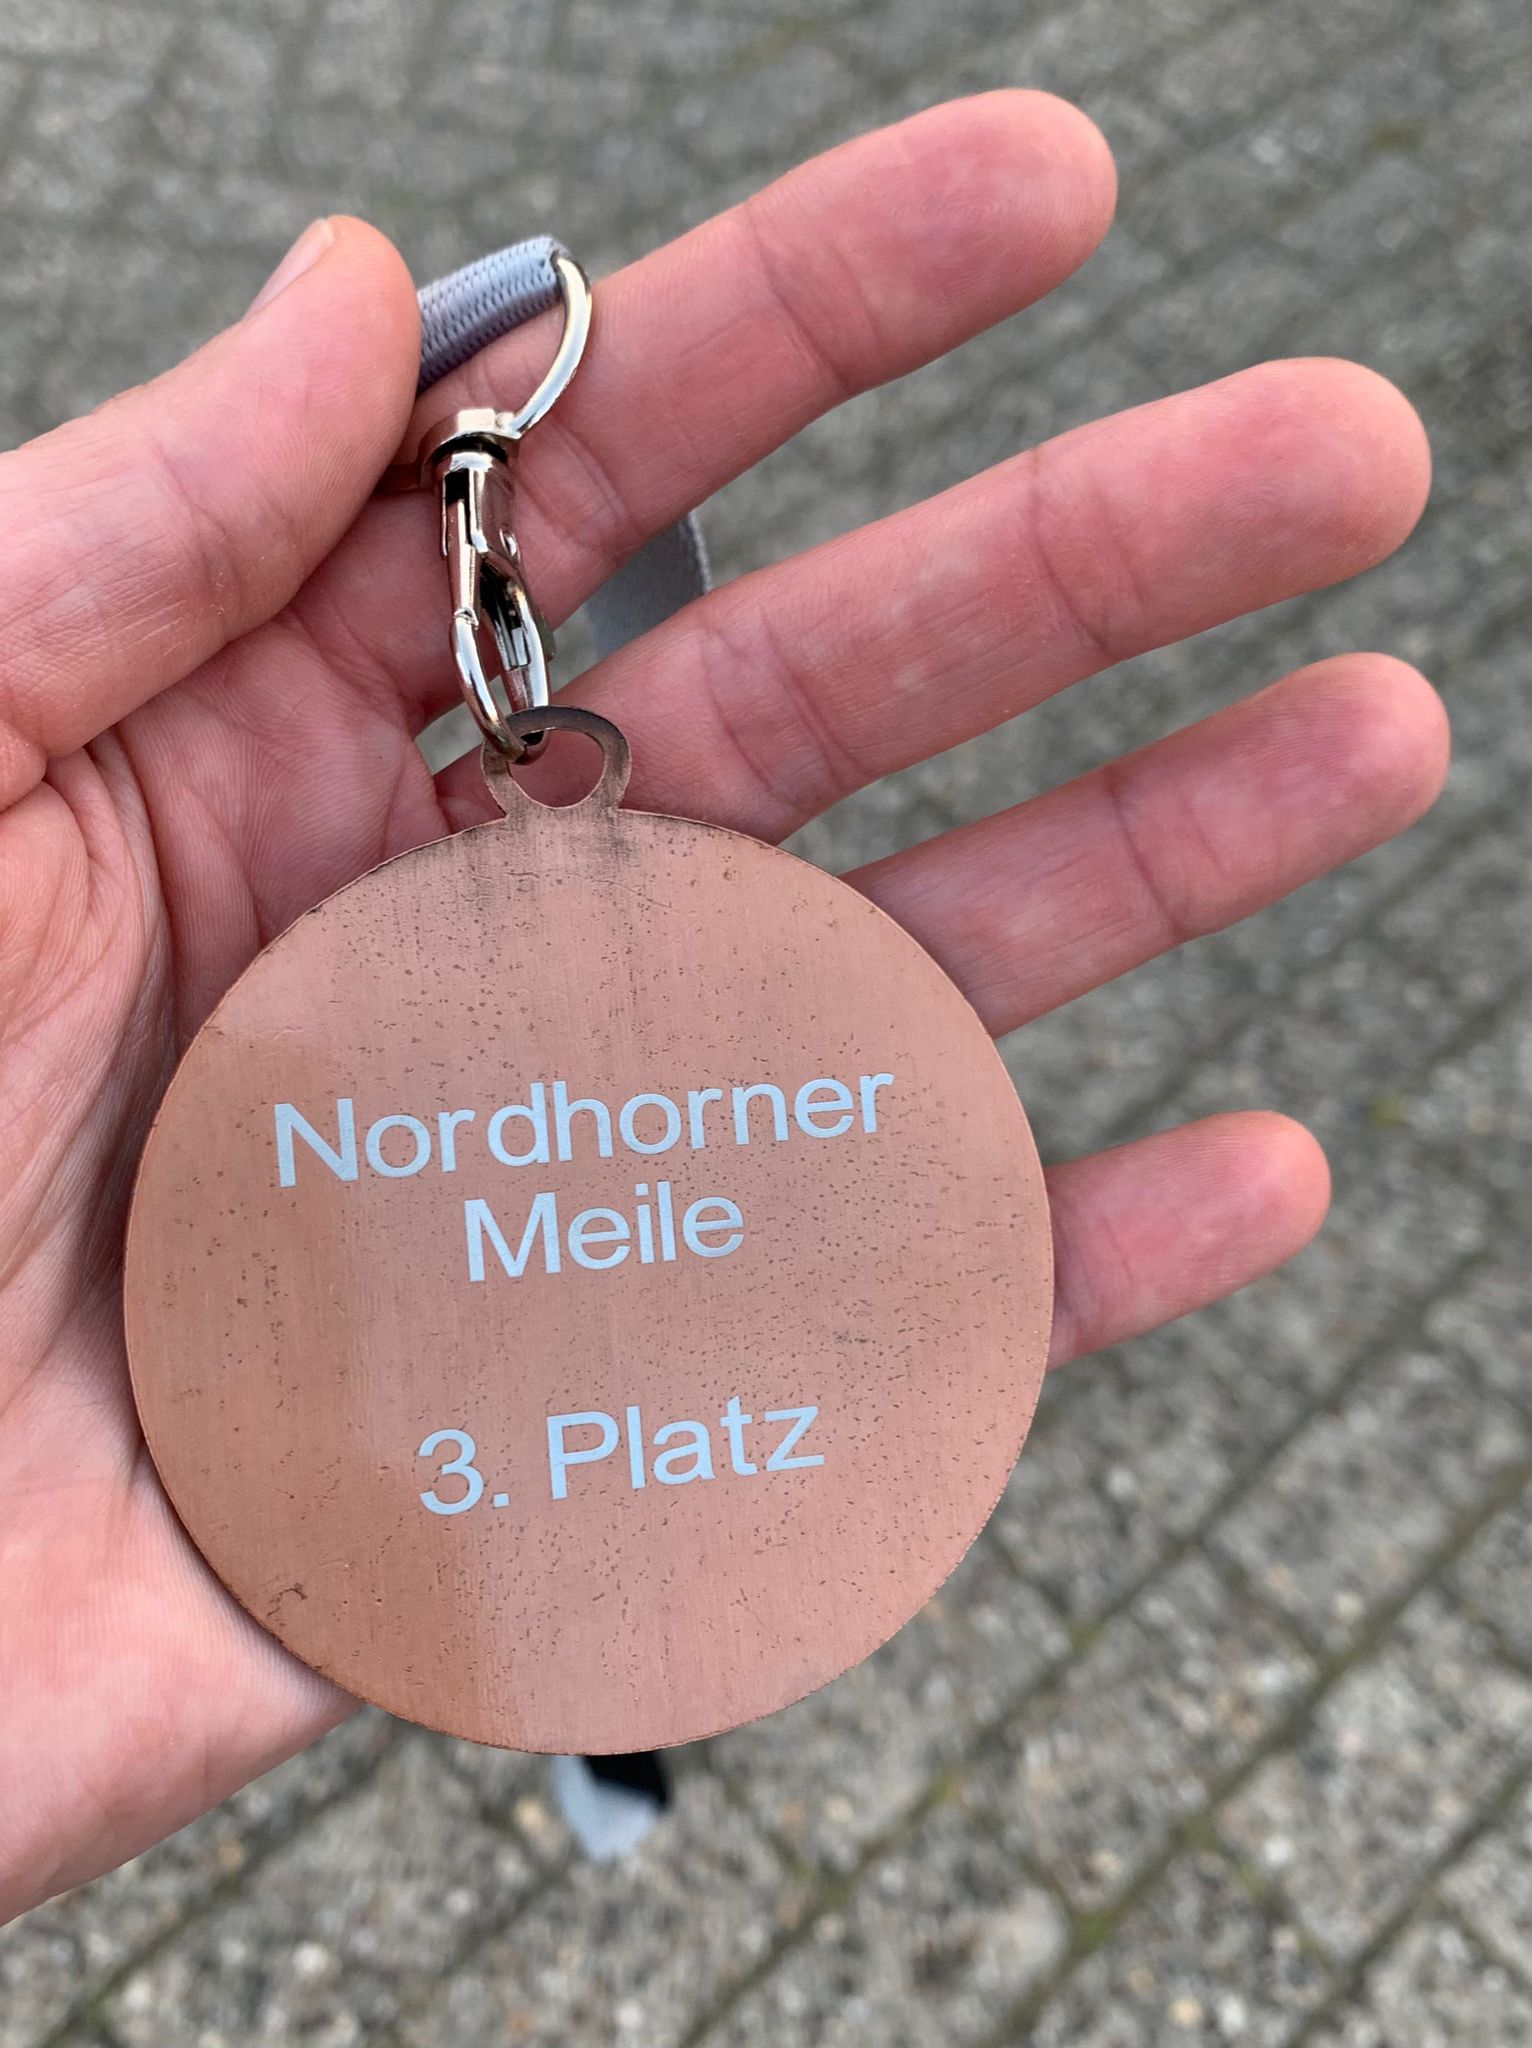 Nordhorner
Meile
3. Platz